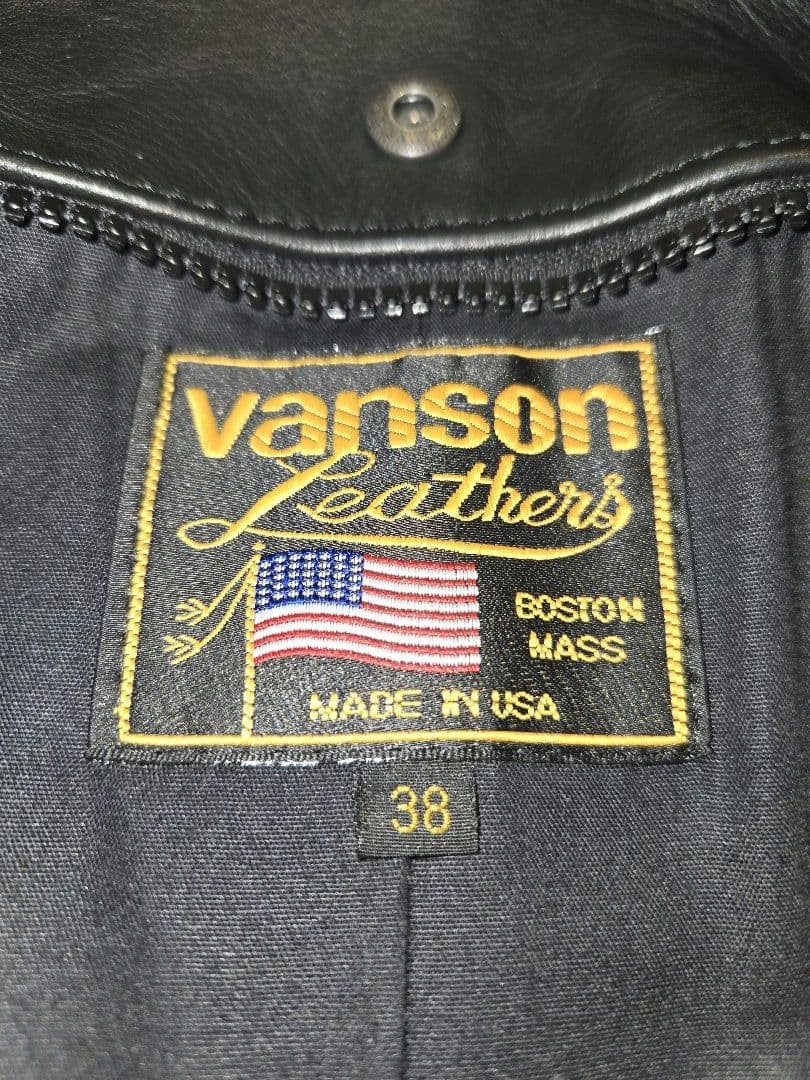 vanson
Leathers
BOSTON
MASS
MADE IN USA
38